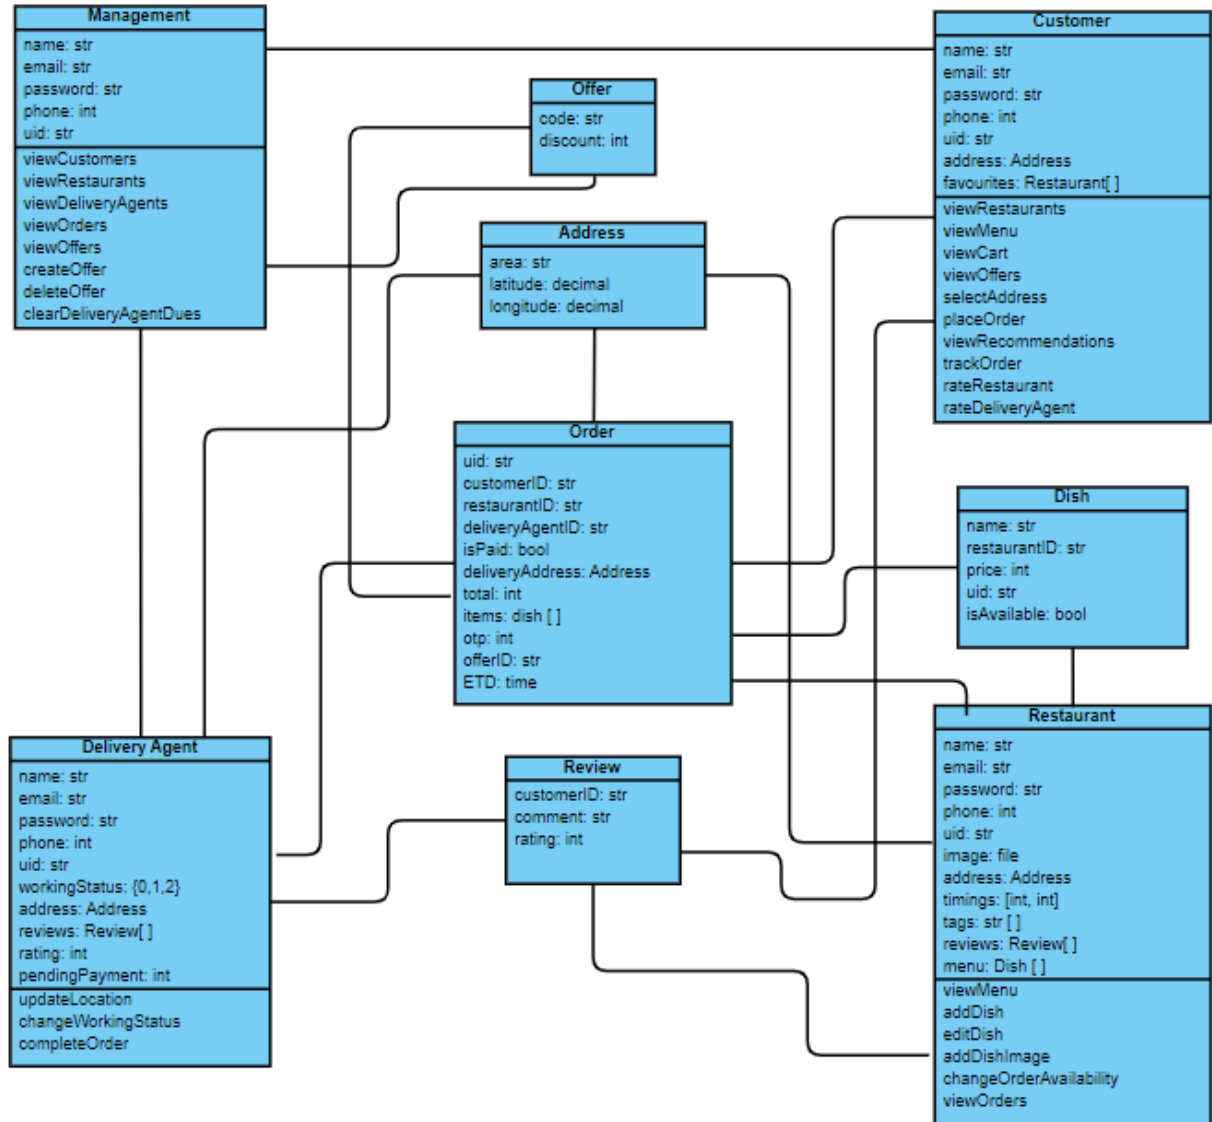 Management
name: str
email: str
password: str
phone: int
uid: str
viewCustomers
viewRestaurants
viewDeliveryAgents
viewOrders
viewOffers
createOffer
deleteOffer
clearDeliveryAgentDues
Offer
code: str
discount: int
Customer
name: str
email: str
password: str
phone: int
uid: str
address: Address
favourites: Restaurant[ ]
viewRestaurants
viewMenu
viewCart
viewOffers
selectAddress
placeOrder
viewRecommendations
trackOrder
rateRestaurant
rateDeliveryAgent
Address
area: str
latitude: decimal
longitude: decimal
Order
uid: str
customerID: str
restaurantID: str
deliveryAgentID: str
isPaid: bool
deliveryAddress: Address
total: int
items: dish [ ]
otp: int
offerID: str
ETD: time
Dish
name: str
restaurantID: str
price: int
uid: str
isAvailable: bool
Delivery Agent
name: str
email: str
password: str
phone: int
uid: str
workingStatus: {0,1,2}
address: Address
reviews: Review[ ]
rating: int
pendingPayment: int
updateLocation
changeWorkingStatus
completeOrder
Review
customerID: str
comment: str
rating: int
Restaurant
name: str
email: str
password: str
phone: int
uid: str
image: file
address: Address
timings: [int, int]
tags: str [ ]
reviews: Review[ ]
menu: Dish [ ]
viewMenu
addDish
editDish
addDishImage
changeOrderAvailability
viewOrders